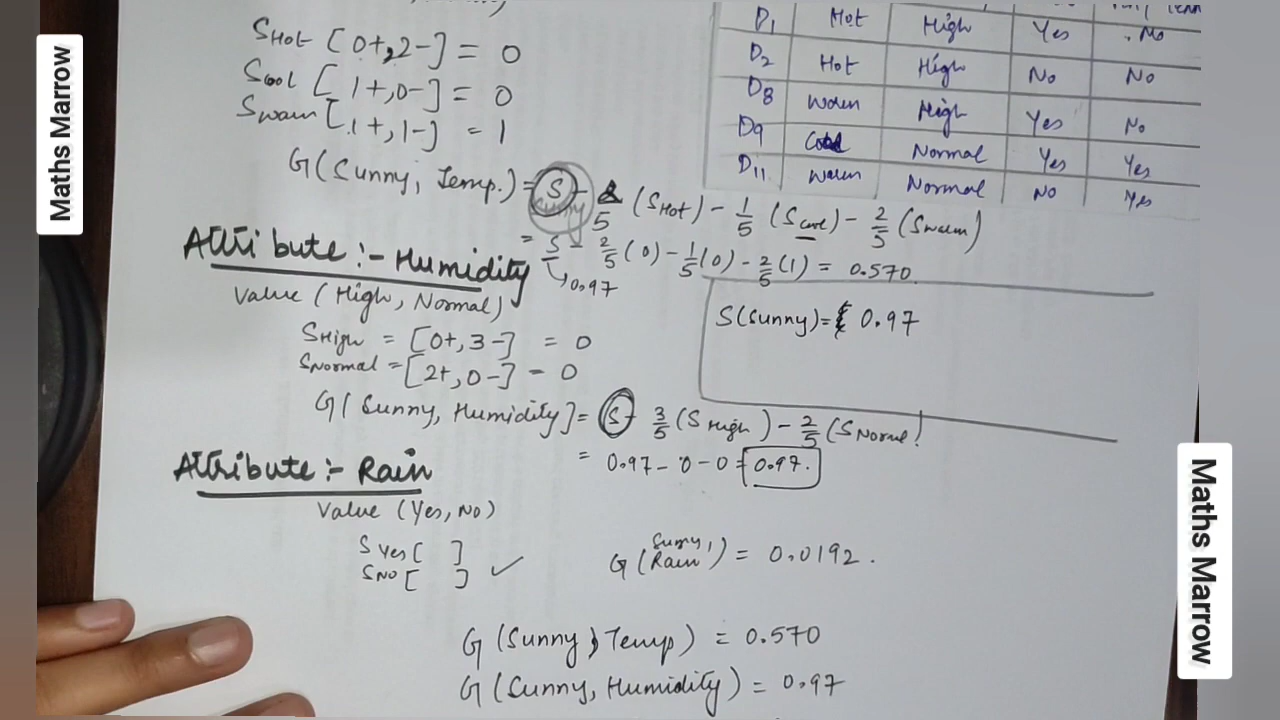 Maths Marrow
SHot [0+, 2-] = 0
Scool [1+, 0-] = 0
Swarm [1+, 1-] = 1
G(Sunny, Temp.) = S - 2/5 (SHot) - 1/5 (Scool) - 2/5 (Swarm)
= S - 2/5 (0) - 1/5 (0) - 2/5 (1) = 0.570
→0.97
D1 Hot High Yes No
D2 Hot High No No
D8 Warm High Yes No
D9 Cool Normal Yes Yes
D11 Warm Normal No Yes
Attribute :- Humidity
Value (High, Normal)
SHigh = [0+, 3-] = 0
SNormal = [2+, 0-] = 0
S(Sunny) = 0.97
G[Sunny, Humidity] = S - 3/5 (SHigh) - 2/5 (SNormal)
= 0.97 - 0 - 0 = 0.97.
Attribute :- Rain
Value (Yes, No)
SYes [ ]
SNO [ ] ✓
G(Sunny, Rain) = 0.0192.
G(Sunny, Temp) = 0.570
G(Sunny, Humidity) = 0.97
Maths Marrow